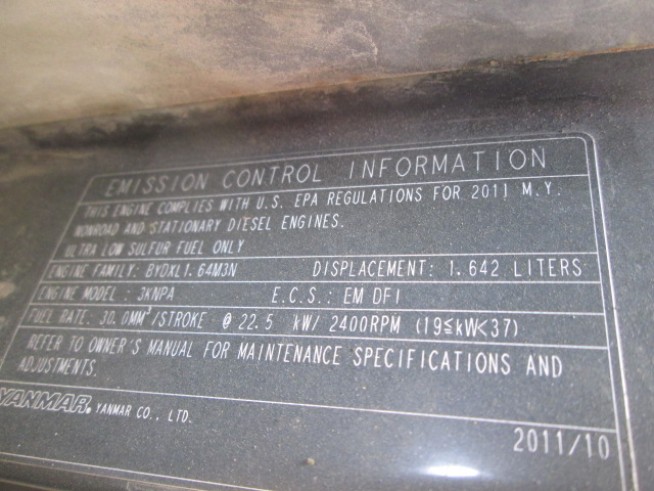 EMISSION CONTROL INFORMATION
THIS ENGINE COMPLIES WITH U.S. EPA REGULATIONS FOR 2011 M.Y.
NONROAD AND STATIONARY DIESEL ENGINES.
ULTRA LOW SULFUR FUEL ONLY
ENGINE FAMILY: BYDXL1.64M3N DISPLACEMENT: 1.642 LITERS
ENGINE MODEL : 3KNPA E.C.S.: EM DFI
FUEL RATE: 30.0MM³/STROKE @ 22.5 kW/ 2400RPM (19≤kW<37)
REFER TO OWNER'S MANUAL FOR MAINTENANCE SPECIFICATIONS AND
ADJUSTMENTS.
YANMAR. YANMAR CO., LTD.
2011/10